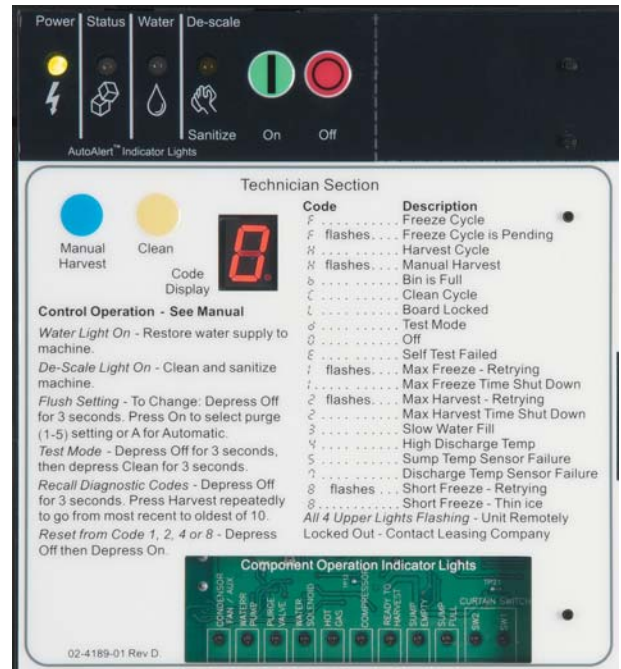 Power Status Water De-scale
Sanitize On Off
AutoAlert™ Indicator Lights
Technician Section
Manual
Harvest
Clean
Code
Display
8.
Control Operation - See Manual
Water Light On - Restore water supply to
machine.
De-Scale Light On - Clean and sanitize
machine.
Flush Setting - To Change: Depress Off
for 3 seconds. Press On to select purge
(1-5) setting or A for Automatic.
Test Mode - Depress Off for 3 seconds,
then depress Clean for 3 seconds.
Recall Diagnostic Codes - Depress Off
for 3 seconds. Press Harvest repeatedly
to go from most recent to oldest of 10.
Reset from Code 1, 2, 4 or 8 - Depress
Off then Depress On.
Code Description
F . . . . . . . . . . Freeze Cycle
F flashes . . . . Freeze Cycle is Pending
H . . . . . . . . . . Harvest Cycle
H flashes . . . . Manual Harvest
b . . . . . . . . . . Bin is Full
C . . . . . . . . . . Clean Cycle
L . . . . . . . . . . Board Locked
d . . . . . . . . . . Test Mode
0 . . . . . . . . . . Off
E . . . . . . . . . . Self Test Failed
1 flashes . . . . Max Freeze - Retrying
1 . . . . . . . . . . Max Freeze Time Shut Down
2 flashes . . . . Max Harvest - Retrying
2 . . . . . . . . . . Max Harvest Time Shut Down
3 . . . . . . . . . . Slow Water Fill
4 . . . . . . . . . . High Discharge Temp
5 . . . . . . . . . . Sump Temp Sensor Failure
7 . . . . . . . . . . Discharge Temp Sensor Failure
8 flashes . . . Short Freeze - Retrying
8 . . . . . . . . . . Short Freeze - Thin ice
All 4 Upper Lights Flashing - Unit Remotely
Locked Out - Contact Leasing Company
Component Operation Indicator Lights
CONDENSOR
FAN / AUX
WATERR
PUMP
PURGE
VALVE
WATER
SOLENOID
HOT
GAS
COMPRESSOR
READY TO
HARVEST
SUMP
EMPTY
SUMP
FULL
CURTAIN SWITCH
SW2
SW1
TP21
02-4189-01 Rev D.